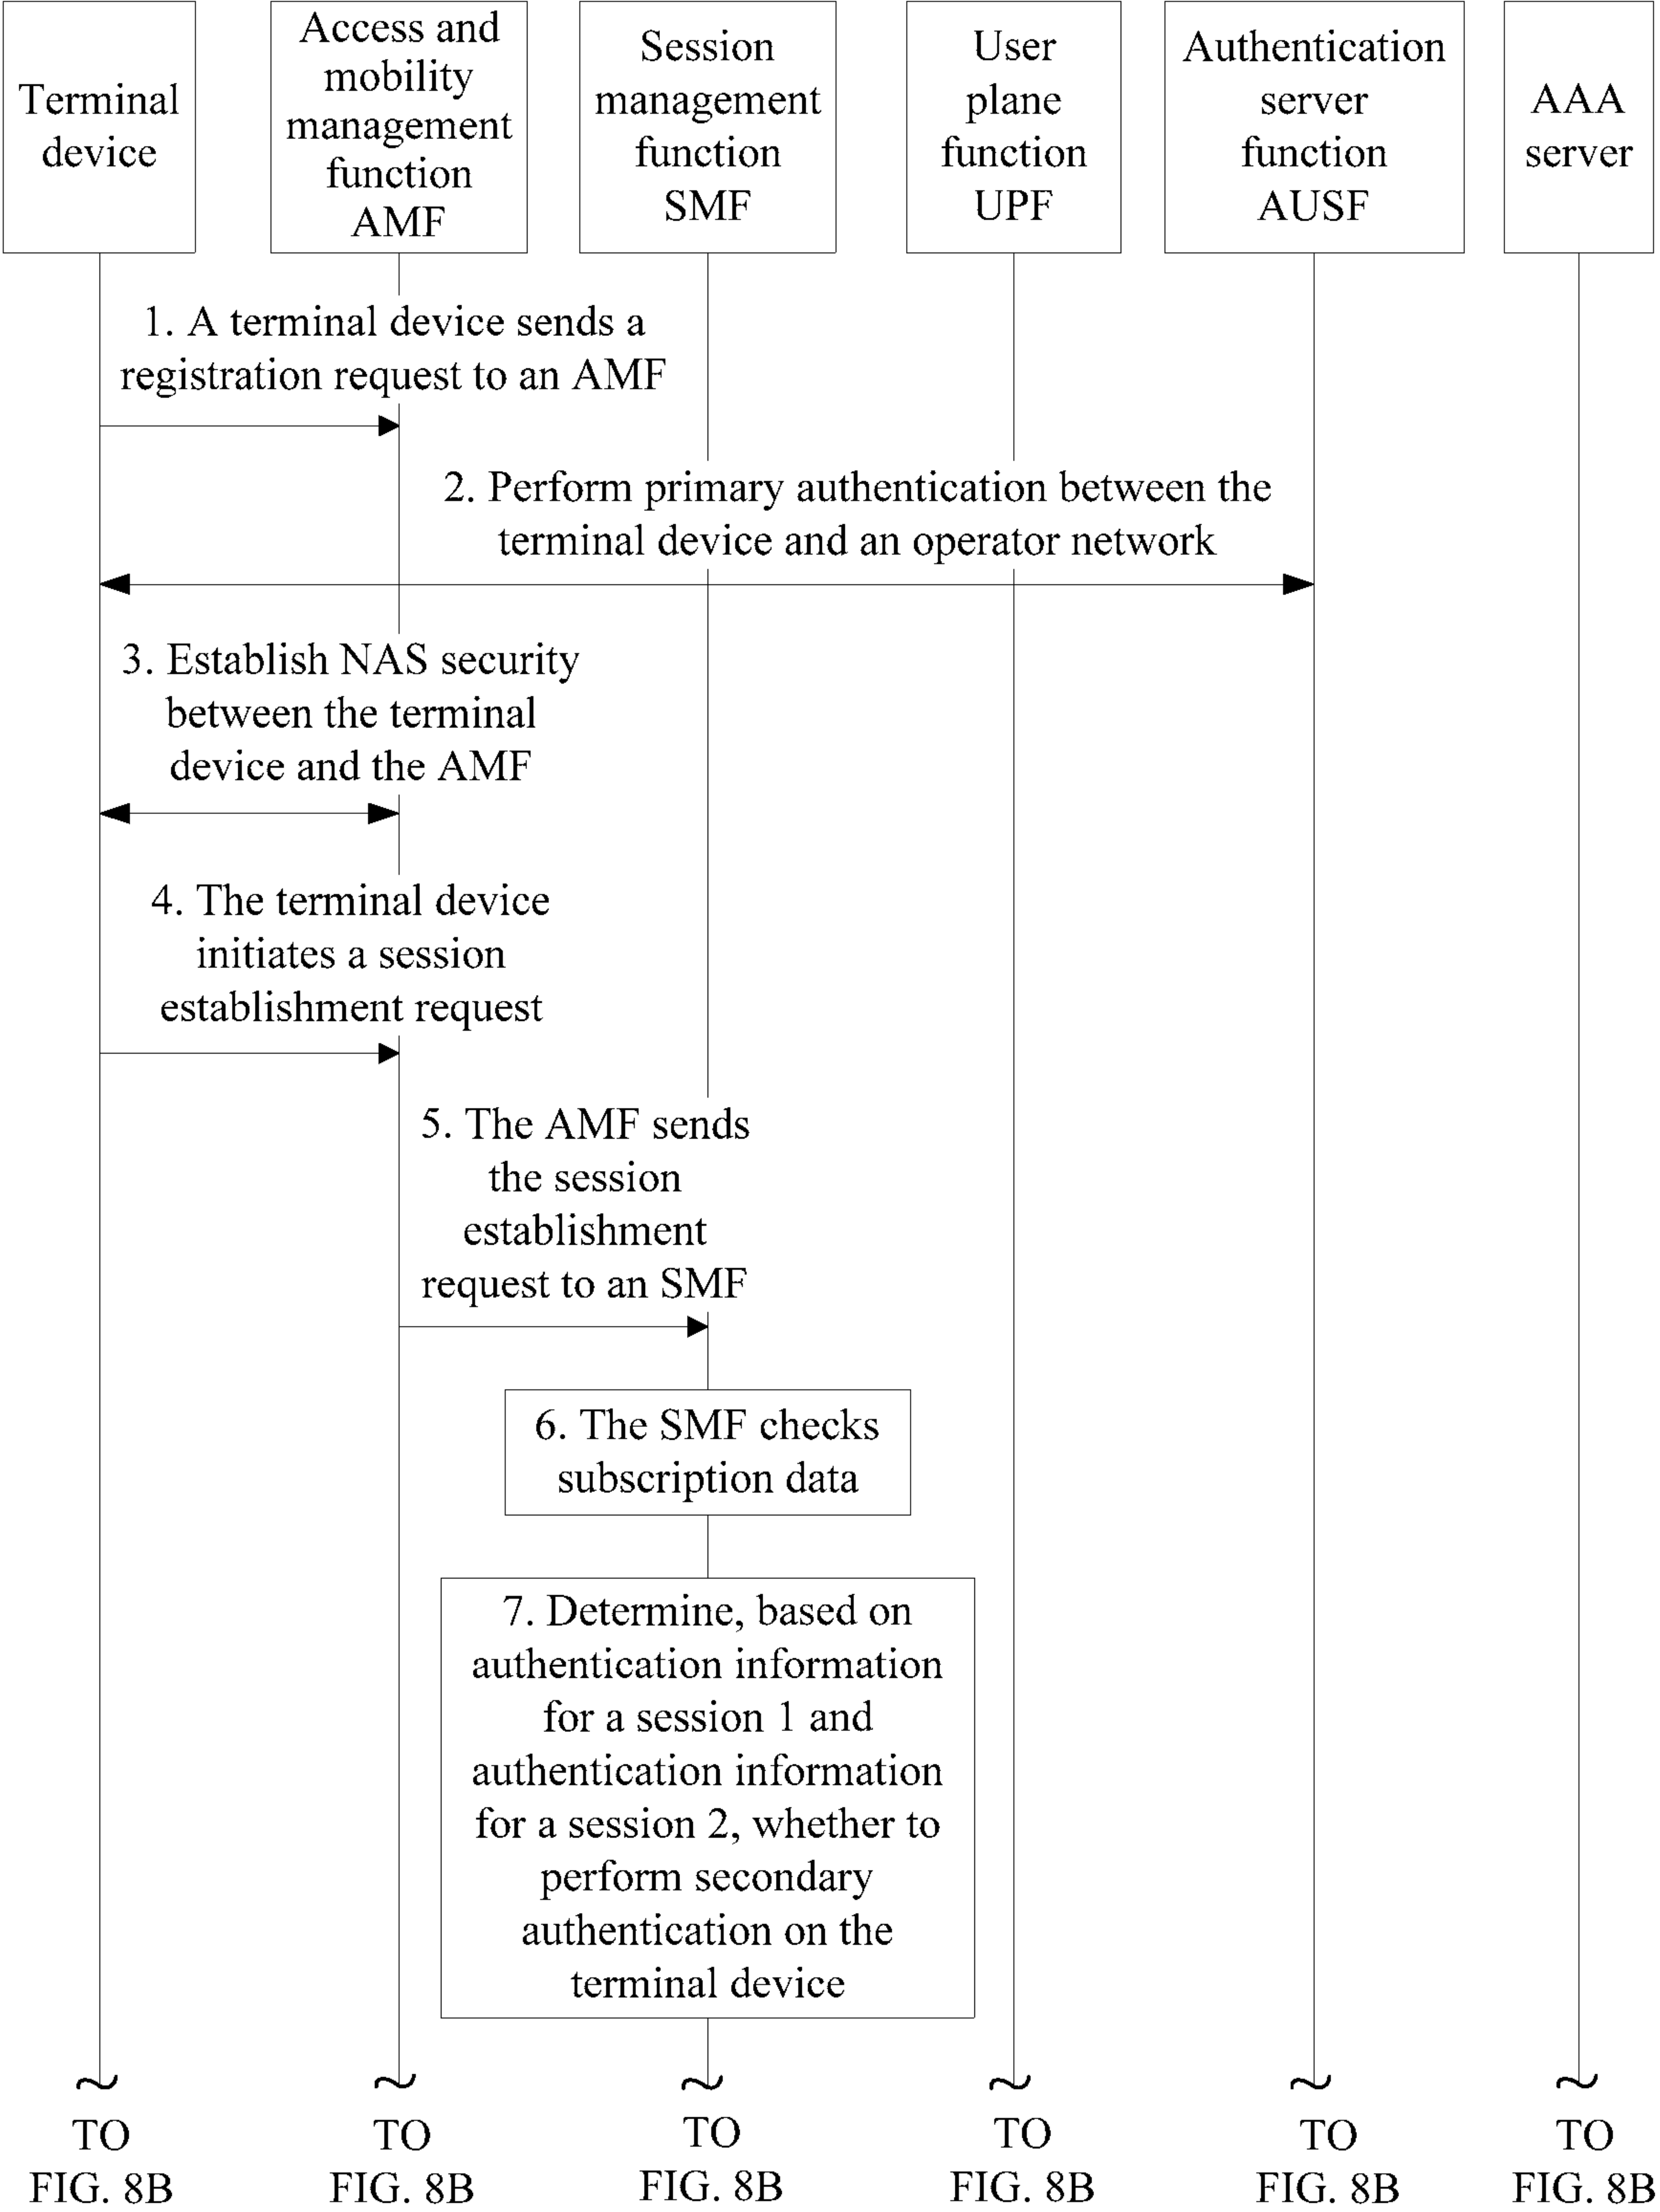 Terminal
device
Access and
mobility
management
function
AMF
Session
management
function
SMF
User
plane
function
UPF
Authentication
server
function
AUSF
AAA
server
1. A terminal device sends a
registration request to an AMF
2. Perform primary authentication between the
terminal device and an operator network
3. Establish NAS security
between the terminal
device and the AMF
4. The terminal device
initiates a session
establishment request
5. The AMF sends
the session
establishment
request to an SMF
6. The SMF checks
subscription data
7. Determine, based on
authentication information
for a session 1 and
authentication information
for a session 2, whether to
perform secondary
authentication on the
terminal device
TO
FIG. 8B
TO
FIG. 8B
TO
FIG. 8B
TO
FIG. 8B
TO
FIG. 8B
TO
FIG. 8B